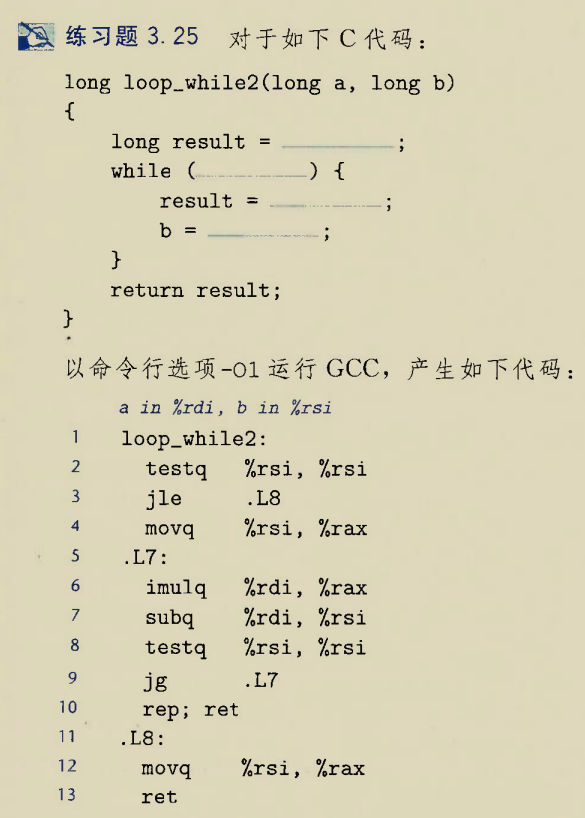 练习题 3.25 对于如下 C 代码：
long loop_while2(long a, long b)
{
    long result = __________;
    while (__________) {
        result = __________;
        b = __________;
    }
    return result;
}
以命令行选项-O1 运行 GCC，产生如下代码：
a in %rdi, b in %rsi
1 loop_while2:
2 testq %rsi, %rsi
3 jle .L8
4 movq %rsi, %rax
5 .L7:
6 imulq %rdi, %rax
7 subq %rdi, %rsi
8 testq %rsi, %rsi
9 jg .L7
10 rep; ret
11 .L8:
12 movq %rsi, %rax
13 ret